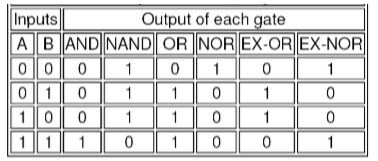 Inputs Output of each gate
A B AND NAND OR NOR EX-OR EX-NOR
0 0 0 1 0 1 0 1
0 1 0 1 1 0 1 0
1 0 0 1 1 0 1 0
1 1 1 0 1 0 0 1